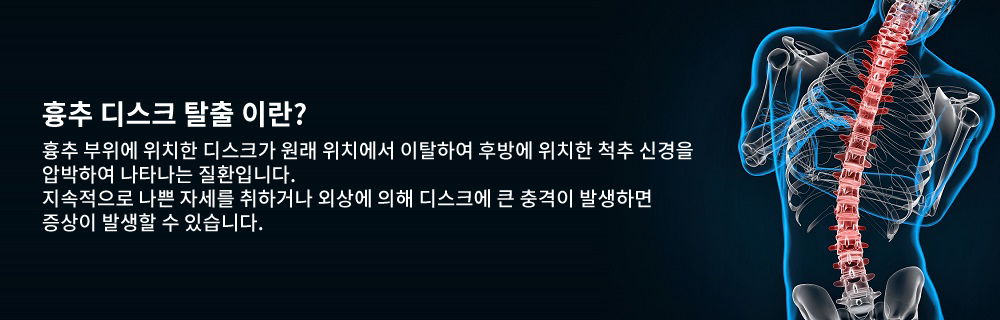 흉추 디스크 탈출 이란?
흉추 부위에 위치한 디스크가 원래 위치에서 이탈하여 후방에 위치한 척추 신경을
압박하여 나타나는 질환입니다.
지속적으로 나쁜 자세를 취하거나 외상에 의해 디스크에 큰 충격이 발생하면
증상이 발생할 수 있습니다.